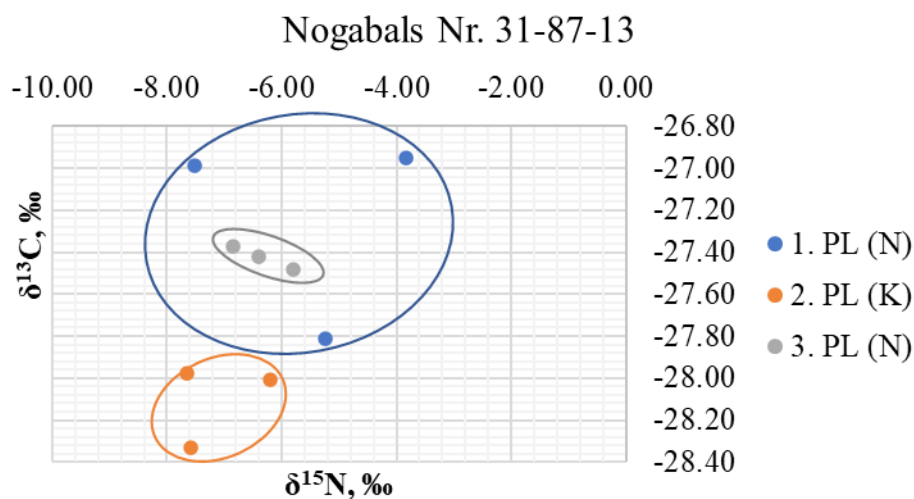 Nogabals Nr. 31-87-13
-10.00 -8.00 -6.00 -4.00 -2.00 0.00
-26.80
-27.00
-27.20
-27.40
-27.60
-27.80
-28.00
-28.20
-28.40
δ¹³C, ‰
δ¹⁵N, ‰
1. PL (N)
2. PL (K)
3. PL (N)